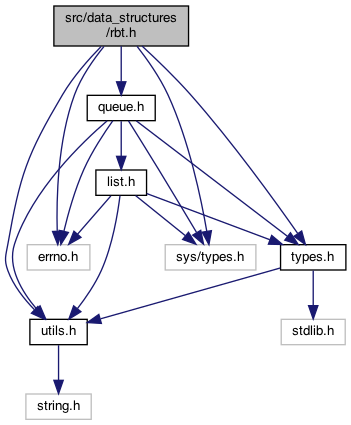 src/data_structures
/rbt.h
queue.h
list.h
errno.h
sys/types.h
types.h
utils.h
stdlib.h
string.h